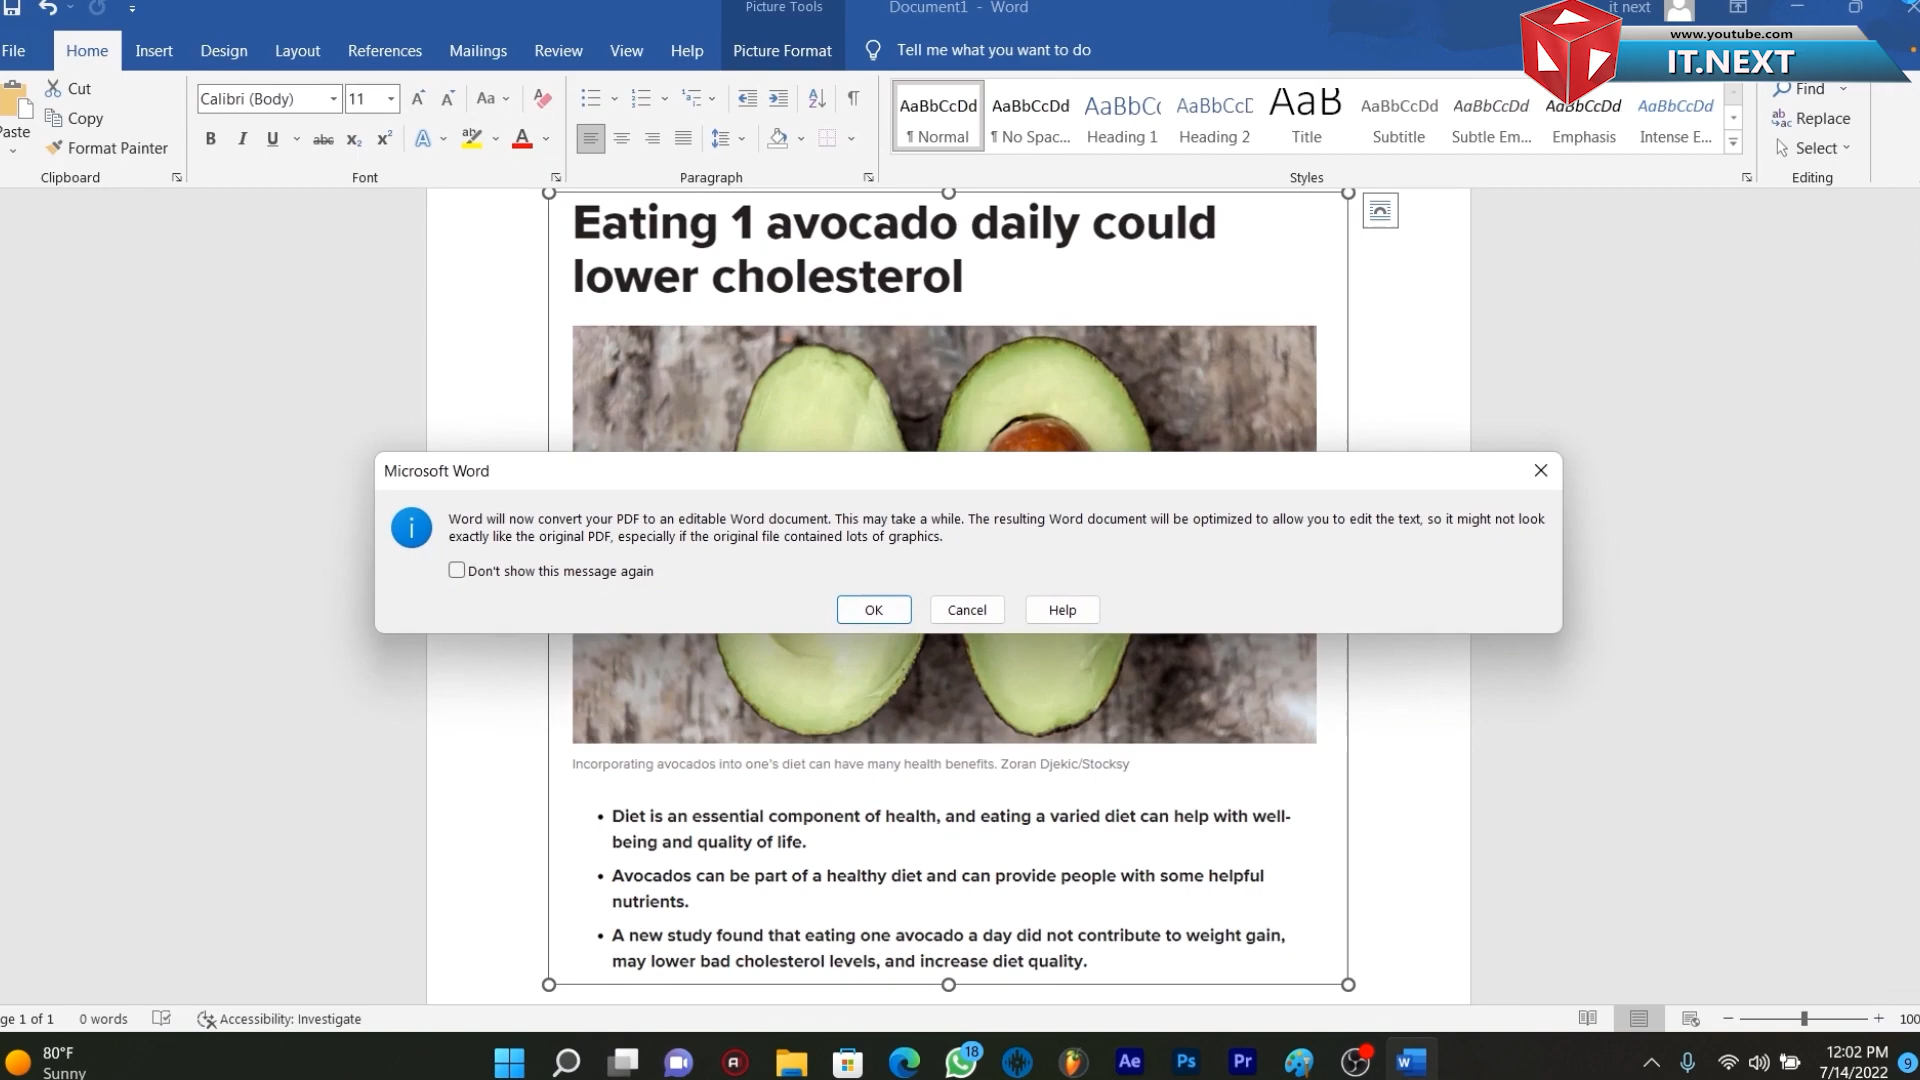 Picture Tools
Document1 - Word
it next
www.youtube.com
IT.NEXT
File
Home
Insert
Design
Layout
References
Mailings
Review
View
Help
Picture Format
Tell me what you want to do
Cut
Copy
Paste
Format Painter
Clipboard
Calibri (Body)
11
Aa
Font
Paragraph
AaBbCcDd
¶ Normal
AaBbCcDd
¶ No Spac...
AaBbCc
Heading 1
AaBbCcD
Heading 2
AaB
Title
AaBbCcDd
Subtitle
AaBbCcDd
Subtle Em...
AaBbCcDd
Emphasis
AaBbCcDd
Intense E...
Styles
Find
Replace
Select
Editing
Eating 1 avocado daily could
lower cholesterol
Microsoft Word
Word will now convert your PDF to an editable Word document. This may take a while. The resulting Word document will be optimized to allow you to edit the text, so it might not look
exactly like the original PDF, especially if the original file contained lots of graphics.
Don't show this message again
OK
Cancel
Help
Incorporating avocados into one's diet can have many health benefits. Zoran Djekic/Stocksy
• Diet is an essential component of health, and eating a varied diet can help with well-
being and quality of life.
• Avocados can be part of a healthy diet and can provide people with some helpful
nutrients.
• A new study found that eating one avocado a day did not contribute to weight gain,
may lower bad cholesterol levels, and increase diet quality.
ge 1 of 1
0 words
Accessibility: Investigate
100
80°F
Sunny
18
Ae
Ps
Pr
12:02 PM
7/14/2022
9